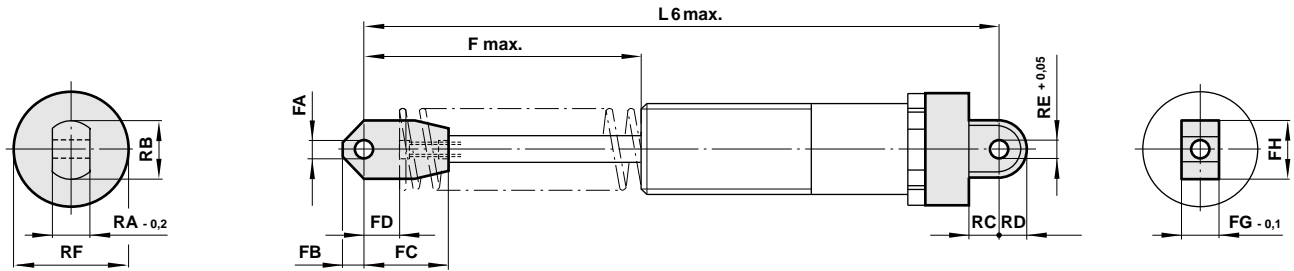 L6 max.
F max.
FA
RE + 0,05
RB
FH
RA - 0,2
FD
RC
RD
FG - 0,1
RF
FB
FC